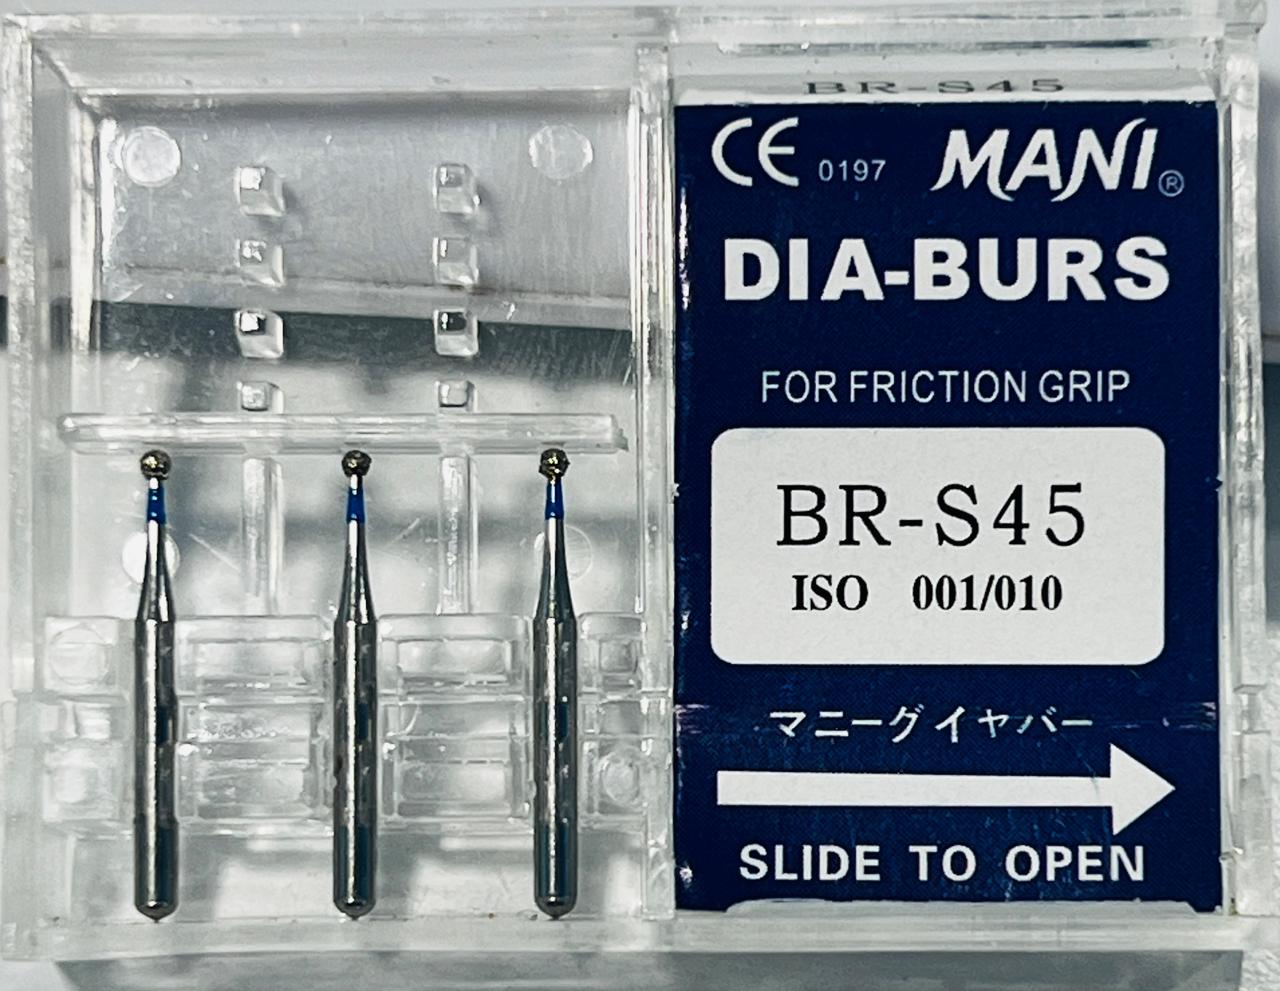 BR-S45
CE 0197 MANI®
DIA-BURS
FOR FRICTION GRIP
BR-S45
ISO 001/010
マニーダイヤバー
SLIDE TO OPEN